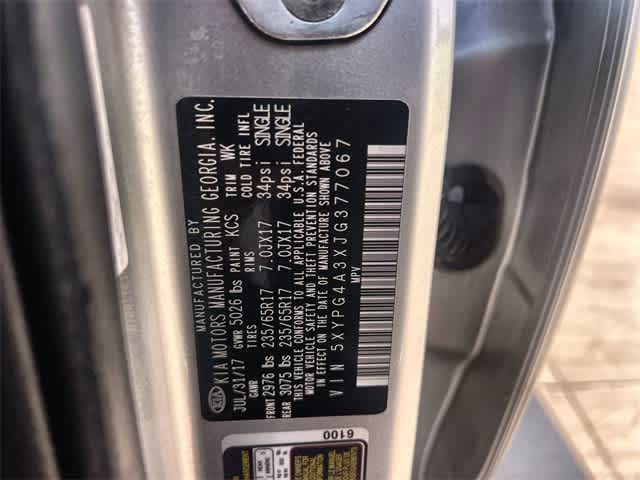 MANUFACTURED BY
KIA KIA MOTORS MANUFACTURING GEORGIA. INC.
JUL/31/17 GVWR 5026 lbs PAINT KCS TRIM WK
GAWR TIRES RIMS COLD TIRE INFL
FRONT 2976 lbs 235/65R17 7.0JX17 34psi SINGLE
REAR 3075 lbs 235/65R17 7.0JX17 34psi SINGLE
THIS VEHICLE CONFORMS TO ALL APPLICABLE U.S.A. FEDERAL
MOTOR VEHICLE SAFETY AND THEFT PREVENTION STANDARDS
IN EFFECT ON THE DATE OF MANUFACTURE SHOWN ABOVE
VIN 5XYPG4A3XJG377067
MPV
6100